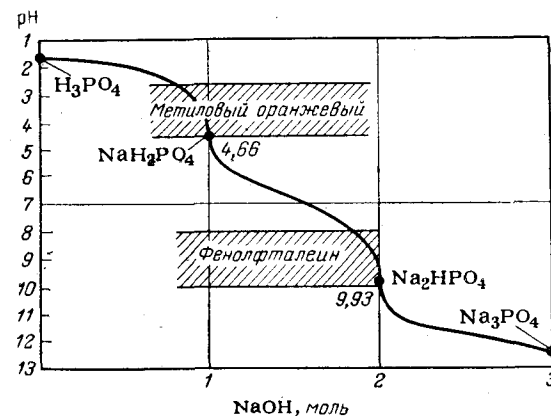 pH
1
2
H₃PO₄
3
Метиловый оранжевый
4
NaH₂PO₄
4,66
5
6
7
8
Фенолфталеин
9
Na₂HPO₄
10
9,93
11
Na₃PO₄
12
13
1
2
3
NaOH, моль